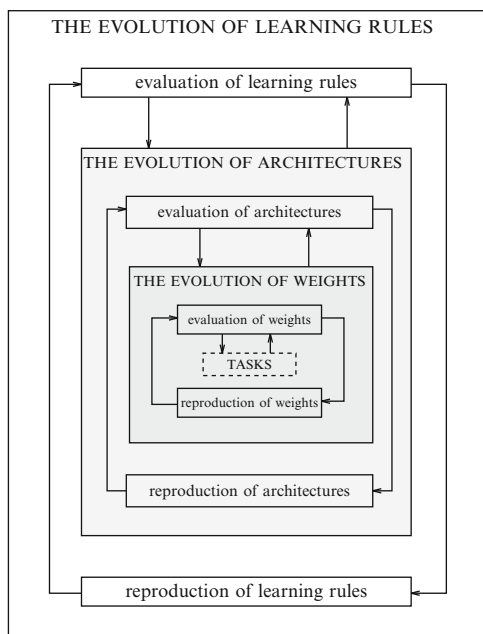 THE EVOLUTION OF LEARNING RULES
evaluation of learning rules
THE EVOLUTION OF ARCHITECTURES
evaluation of architectures
THE EVOLUTION OF WEIGHTS
evaluation of weights
TASKS
reproduction of weights
reproduction of architectures
reproduction of learning rules